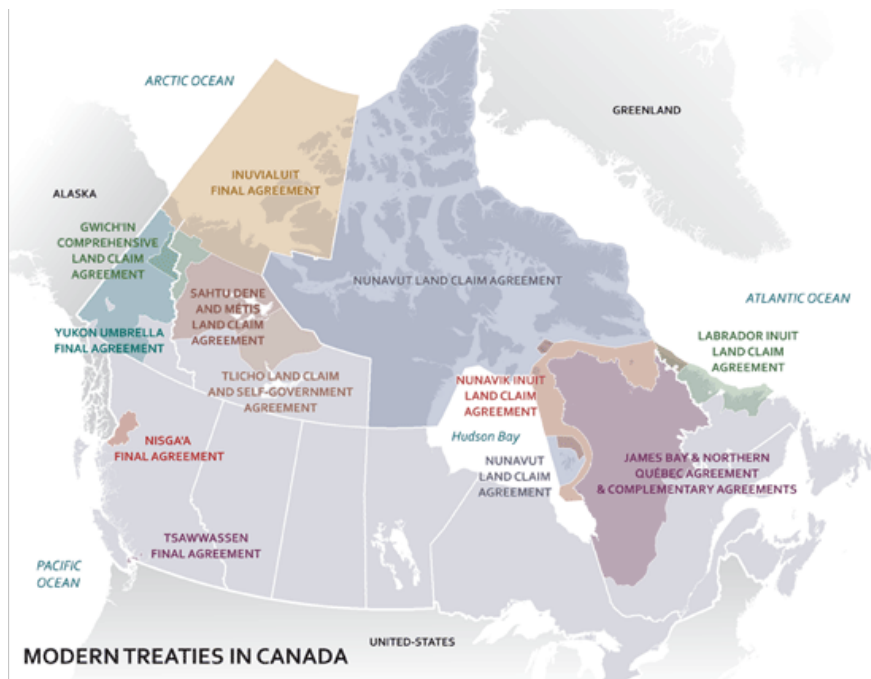 ARCTIC OCEAN
GREENLAND
INUVIALUIT
FINAL AGREEMENT
ALASKA
GWICH'IN
COMPREHENSIVE
LAND CLAIM
AGREEMENT
NUNAVUT LAND CLAIM AGREEMENT
SAHTU DENE
AND MÉTIS
LAND CLAIM
AGREEMENT
ATLANTIC OCEAN
YUKON UMBRELLA
FINAL AGREEMENT
LABRADOR INUIT
LAND CLAIM
AGREEMENT
TLICHO LAND CLAIM
AND SELF-GOVERNMENT
AGREEMENT
NUNAVIK INUIT
LAND CLAIM
AGREEMENT
Hudson Bay
NISGA'A
FINAL AGREEMENT
NUNAVUT
LAND CLAIM
AGREEMENT
JAMES BAY & NORTHERN
QUÉBEC AGREEMENT
& COMPLEMENTARY AGREEMENTS
TSAWWASSEN
FINAL AGREEMENT
PACIFIC
OCEAN
UNITED-STATES
MODERN TREATIES IN CANADA